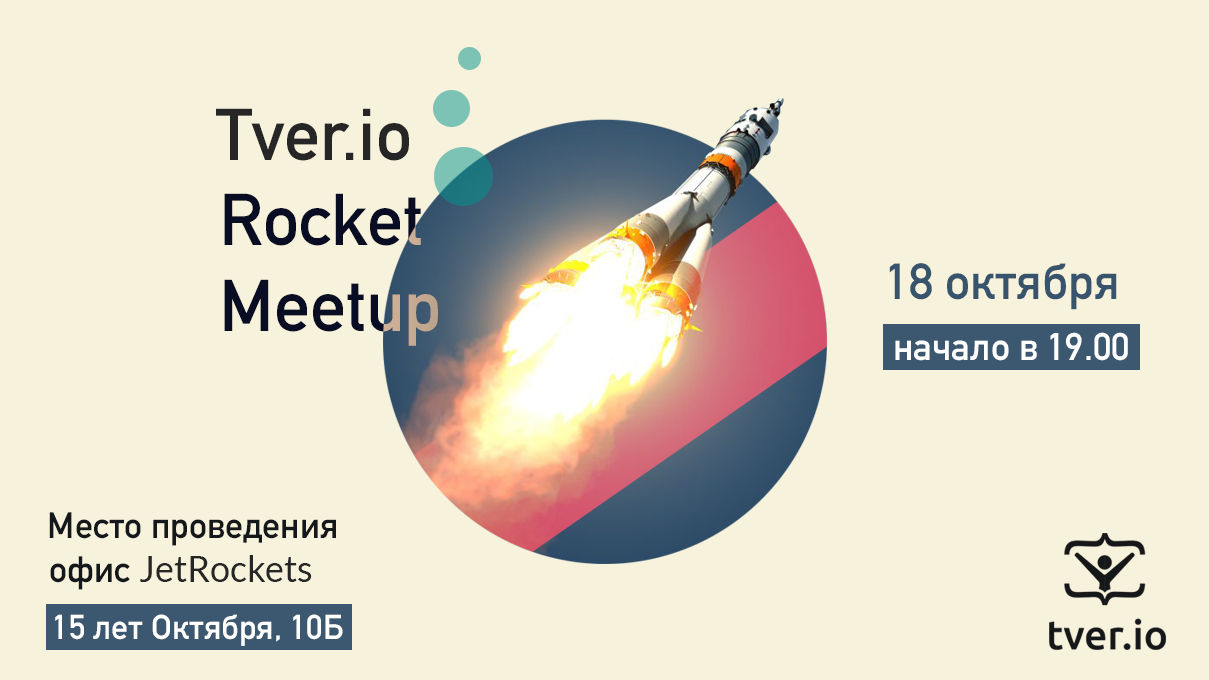 Tver.io
Rocket
Meetup
18 октября
начало в 19.00
Место проведения
офис JetRockets
15 лет Октября, 10Б
tver.io